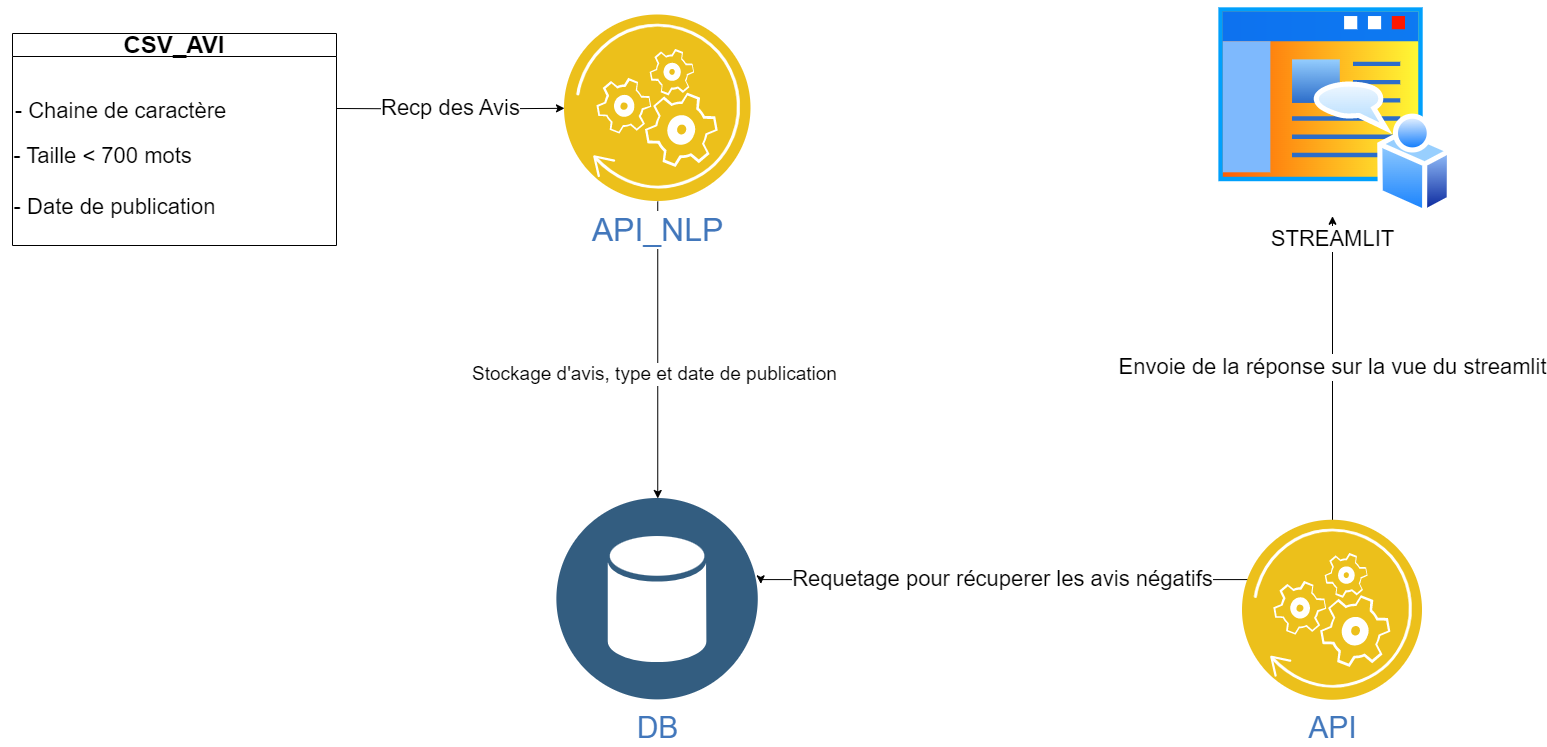 CSV_AVI
- Chaine de caractère
- Taille < 700 mots
- Date de publication
Recp des Avis
API_NLP
STREAMLIT
Stockage d'avis, type et date de publication
Envoie de la réponse sur la vue du streamlit
Requetage pour récuperer les avis négatifs
DB
API